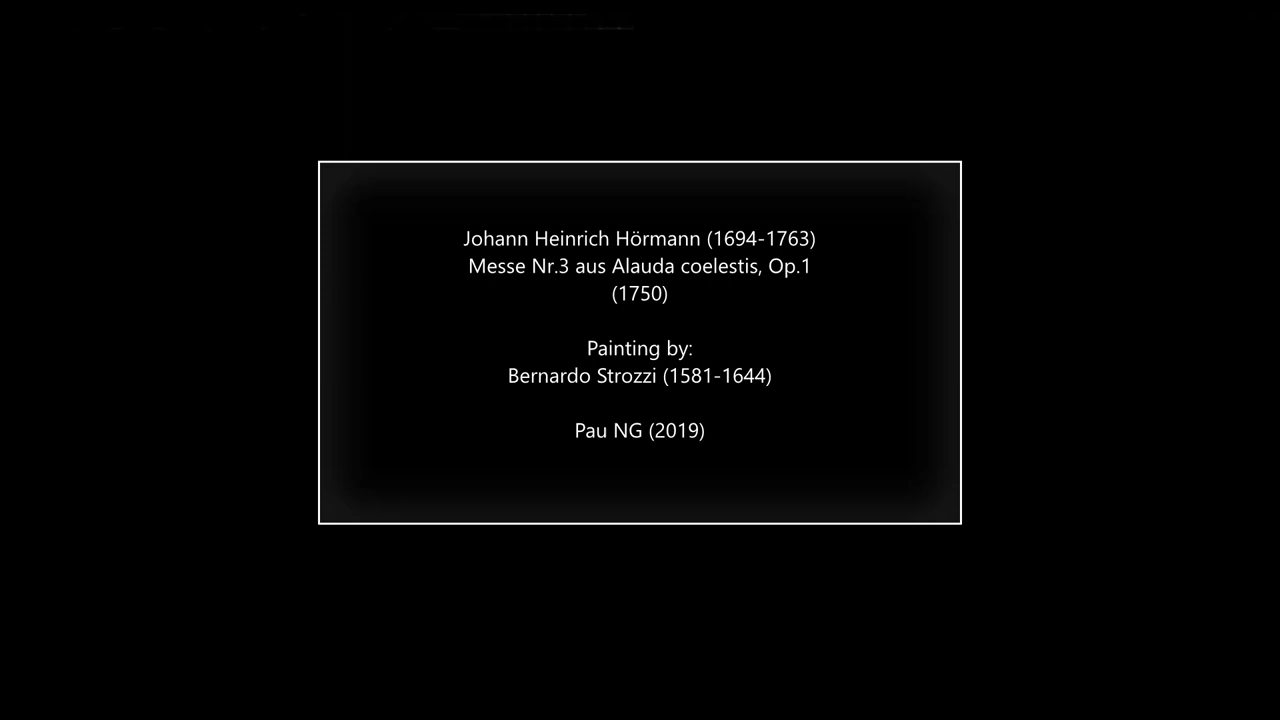 Johann Heinrich Hörmann (1694-1763)
Messe Nr.3 aus Alauda coelestis, Op.1
(1750)
Painting by:
Bernardo Strozzi (1581-1644)
Pau NG (2019)